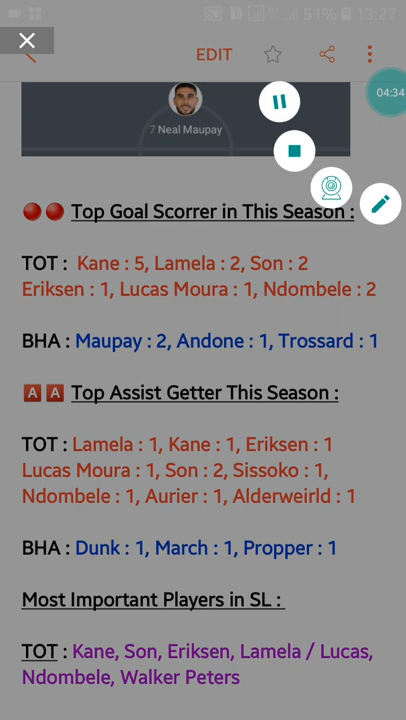 51% 13:27
EDIT
04:34
7 Neal Maupay
Top Goal Scorrer in This Season :
TOT : Kane : 5, Lamela : 2, Son : 2
Eriksen : 1, Lucas Moura : 1, Ndombele : 2
BHA : Maupay : 2, Andone : 1, Trossard : 1
🅰🅰 Top Assist Getter This Season :
TOT : Lamela : 1, Kane : 1, Eriksen : 1
Lucas Moura : 1, Son : 2, Sissoko : 1,
Ndombele : 1, Aurier : 1, Alderweirld : 1
BHA : Dunk : 1, March : 1, Propper : 1
Most Important Players in SL :
TOT : Kane, Son, Eriksen, Lamela / Lucas,
Ndombele, Walker Peters